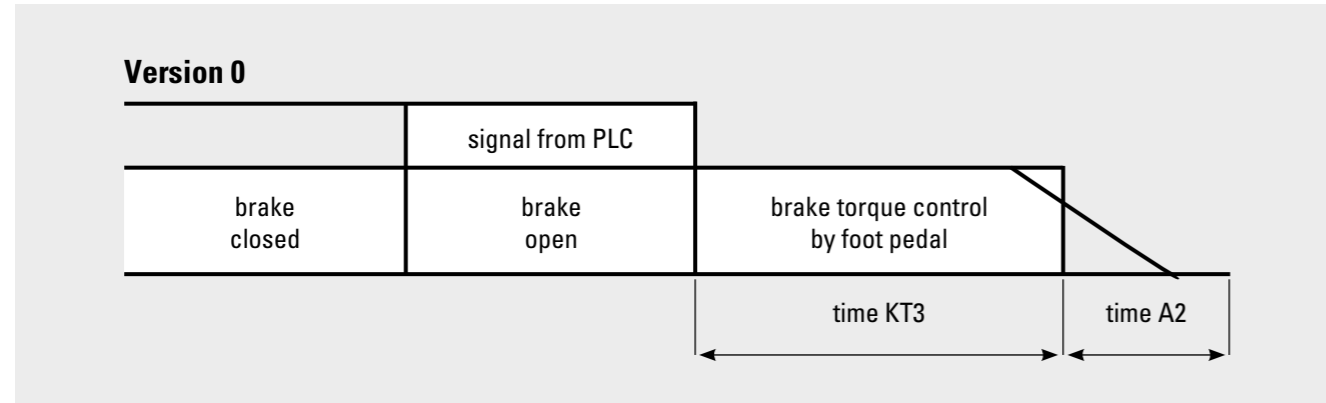 Version 0
signal from PLC
brake
closed
brake
open
brake torque control
by foot pedal
time KT3
time A2